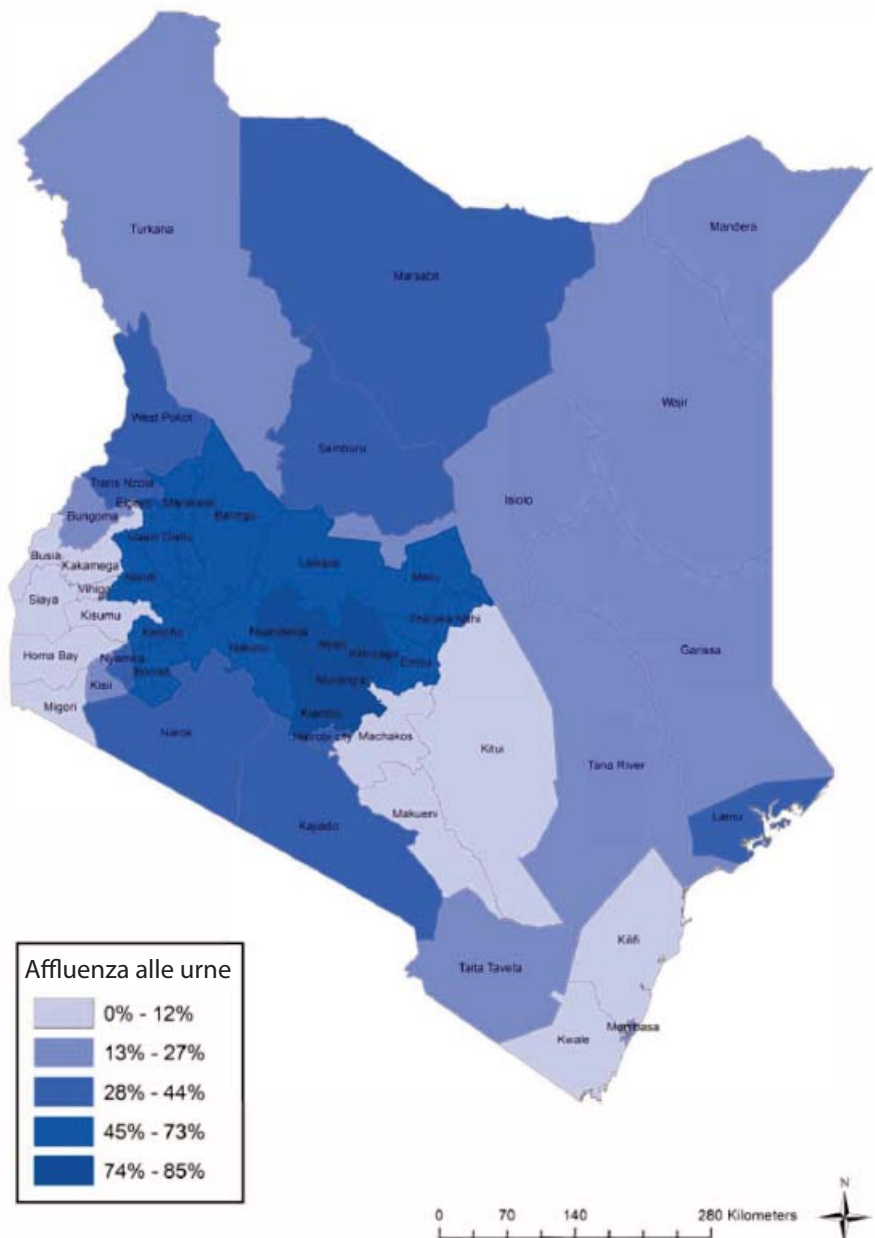 Turkana
Mandera
Marsabit
Wajir
West Pokot
Samburu
Isiolo
Trans Nzoia
Elgeyo Marakwet
Bungoma
Baringo
Uasin Gishu
Busia
Kakamega
Laikipia
Nandi
Meru
Vihiga
Siaya
Kisumu
Tharaka Nithi
Kericho
Nyandarua
Nyeri
Nakuru
Kirinyaga
Embu
Garissa
Homa Bay
Nyamira
Bomet
Kisii
Murang'a
Migori
Kiambu
Narok
Nairobi city
Machakos
Kitui
Tana River
Makueni
Lamu
Kajiado
Kilifi
Taita Taveta
Mombasa
Kwale
Affluenza alle urne
0% - 12%
13% - 27%
28% - 44%
45% - 73%
74% - 85%
N
0 70 140 280 Kilometers